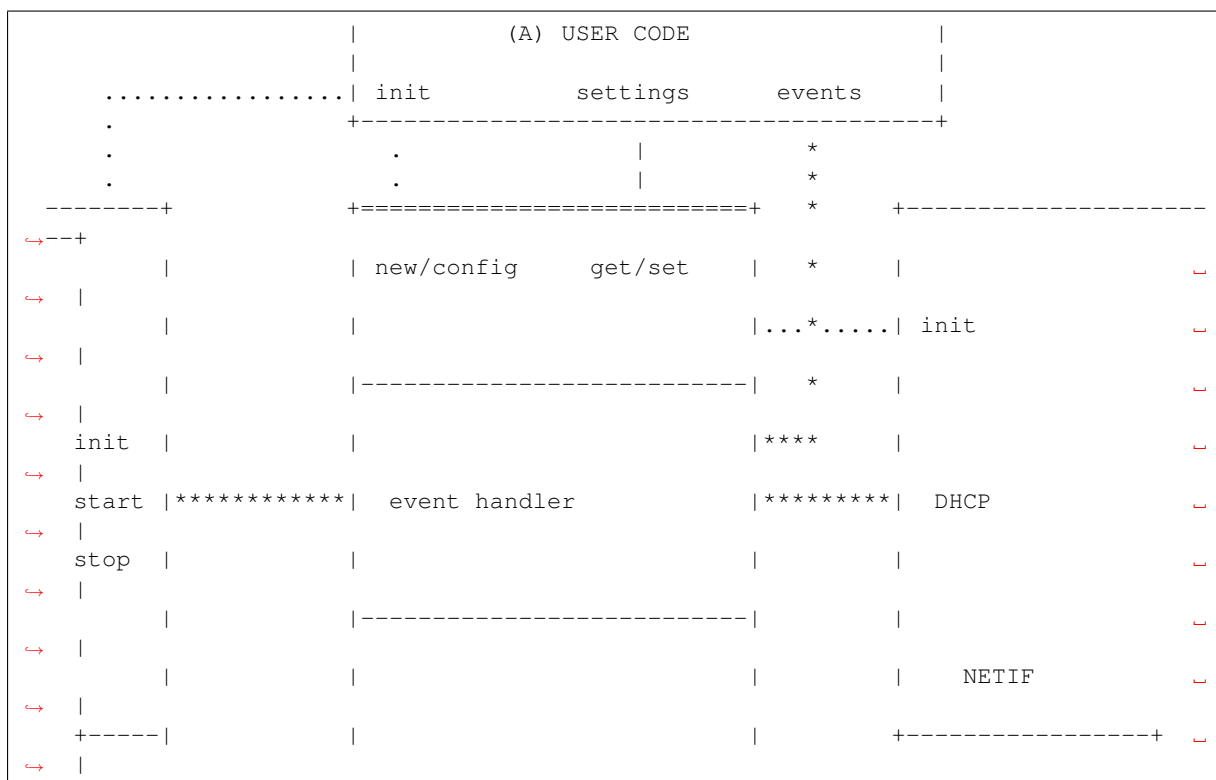 (A) USER CODE
init settings events
new/config get/set
init
init
start event handler DHCP
stop
NETIF